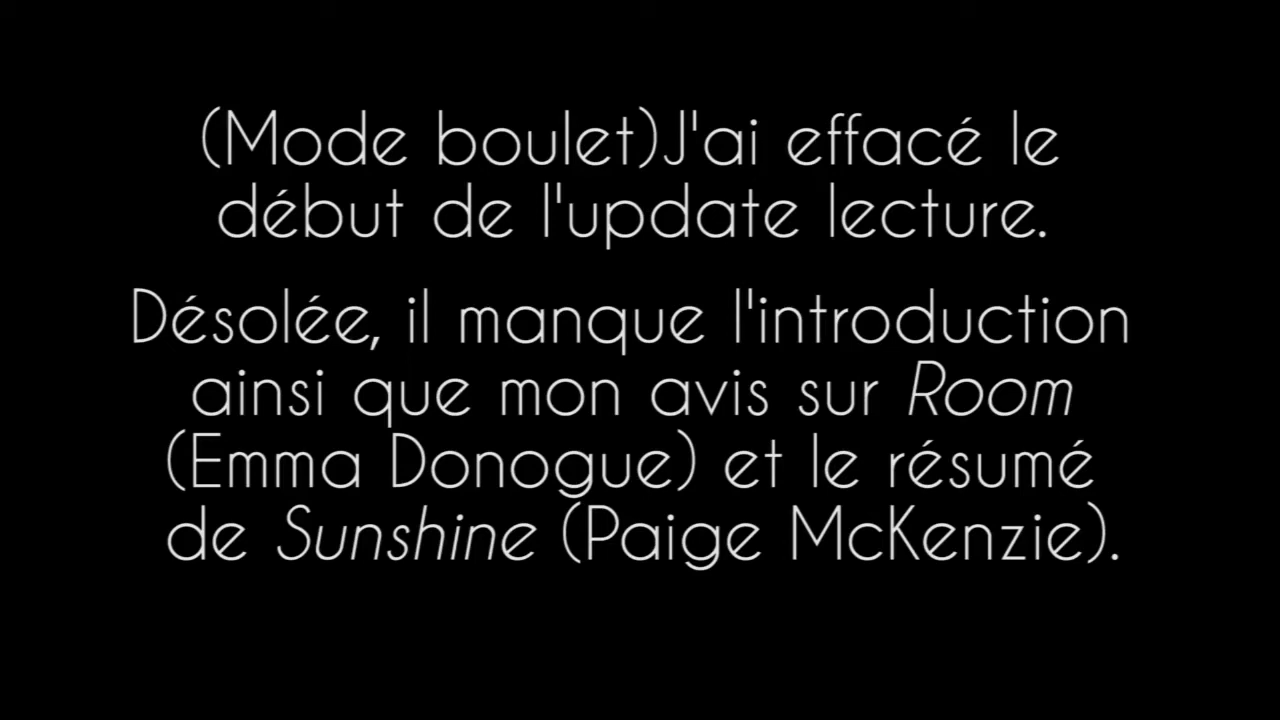 (Mode boulet)J'ai effacé le
début de l'update lecture.
Désolée, il manque l'introduction
ainsi que mon avis sur Room
(Emma Donogue) et le résumé
de Sunshine (Paige McKenzie).